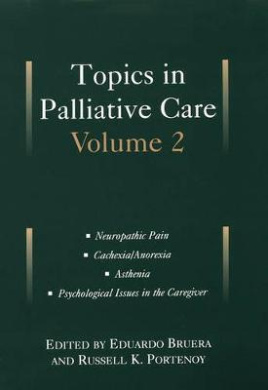 Topics in
Palliative Care
Volume 2
▪ Neuropathic Pain
▪ Cachexia/Anorexia
▪ Asthenia
▪ Psychological Issues in the Caregiver
EDITED BY EDUARDO BRUERA
AND RUSSELL K. PORTENOY